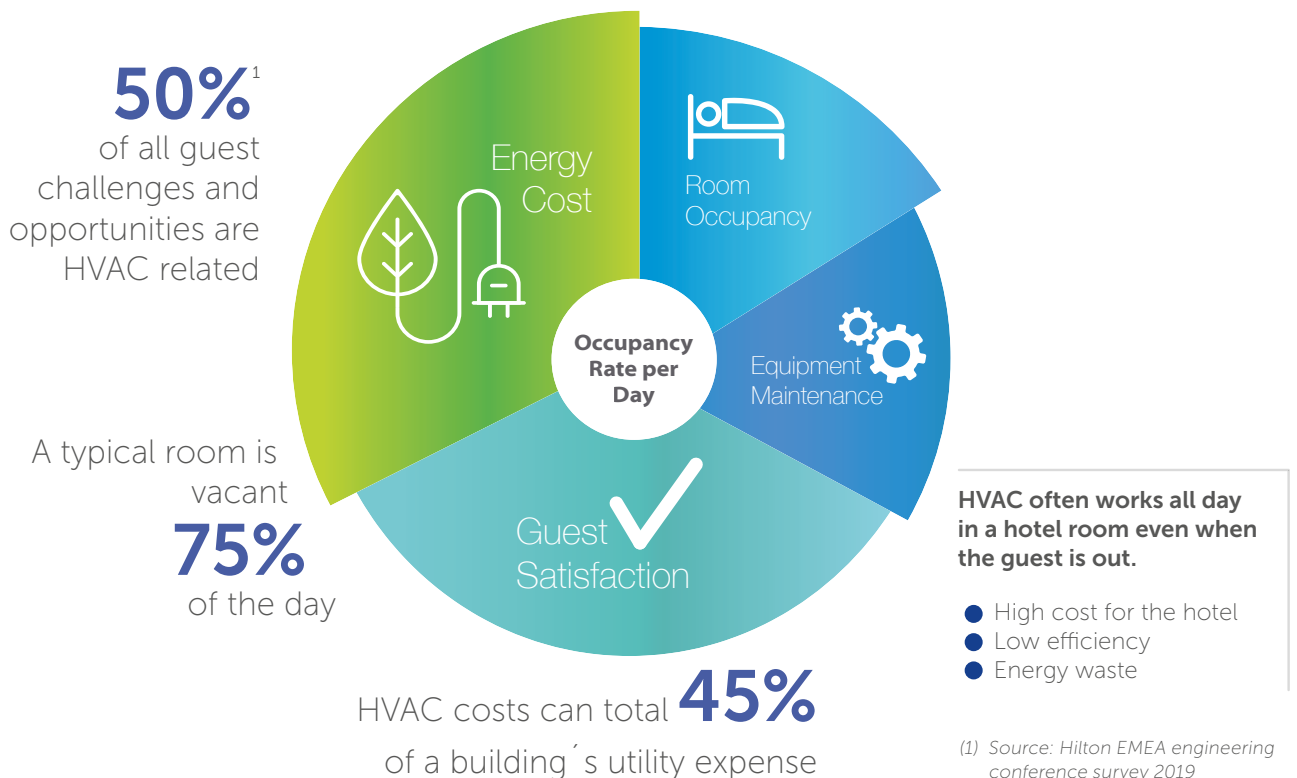 50%1
of all guest
challenges and
opportunities are
HVAC related
Energy
Cost
Room
Occupancy
Occupancy
Rate per
Day
Equipment
Maintenance
A typical room is
vacant
75%
of the day
Guest
Satisfaction
HVAC costs can total 45%
of a building´s utility expense
HVAC often works all day
in a hotel room even when
the guest is out.
● High cost for the hotel
● Low efficiency
● Energy waste
(1) Source: Hilton EMEA engineering
conference survey 2019